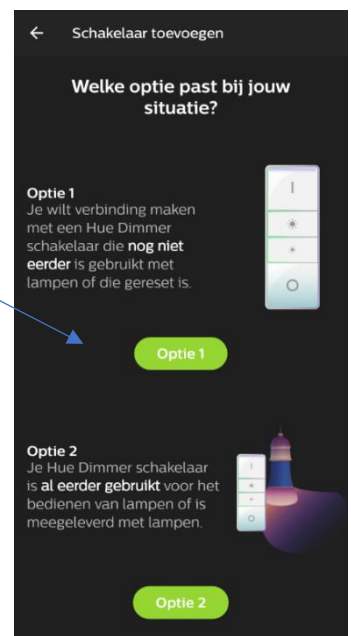 Schakelaar toevoegen
Welke optie past bij jouw
situatie?
Optie 1
Je wilt verbinding maken
met een Hue Dimmer
schakelaar die nog niet
eerder is gebruikt met
lampen of die gereset is.
Optie 1
Optie 2
Je Hue Dimmer schakelaar
is al eerder gebruikt voor het
bedienen van lampen of is
meegeleverd met lampen.
Optie 2